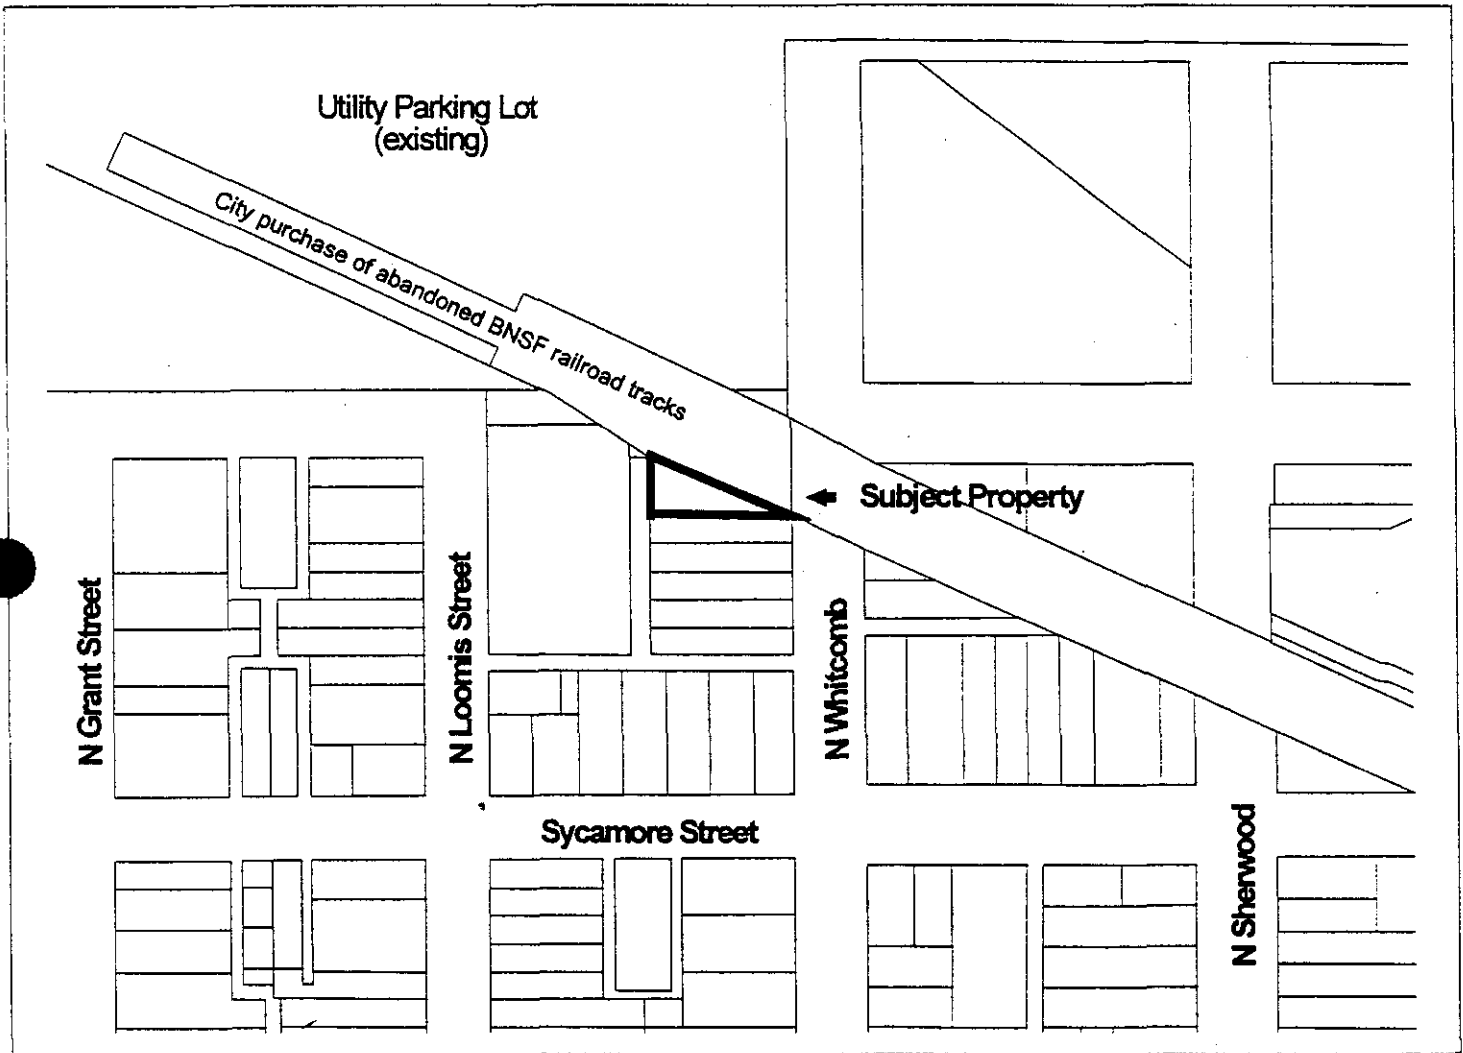 Utility Parking Lot
(existing)
City purchase of abandoned BNSF railroad tracks
Subject Property
N Grant Street
N Loomis Street
N Whitcomb
Sycamore Street
N Sherwood